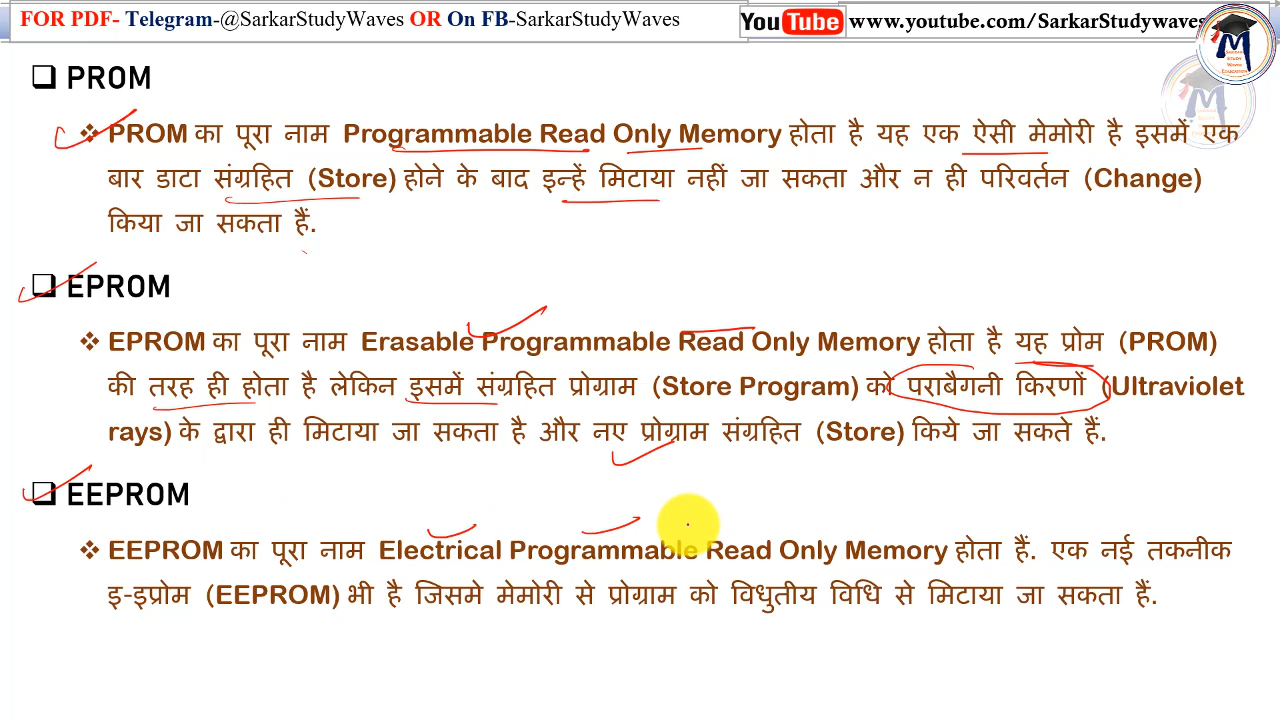 FOR PDF- Telegram-@SarkarStudyWaves OR On FB-SarkarStudyWaves
YouTube www.youtube.com/SarkarStudywaves
PROM
PROM का पूरा नाम Programmable Read Only Memory होता है यह एक ऐसी मेमोरी है इसमें एक
बार डाटा संग्रहित (Store) होने के बाद इन्हें मिटाया नहीं जा सकता और न ही परिवर्तन (Change)
किया जा सकता हैं.
EPROM
EPROM का पूरा नाम Erasable Programmable Read Only Memory होता है यह प्रोम (PROM)
की तरह ही होता है लेकिन इसमें संग्रहित प्रोग्राम (Store Program) को पराबैगनी किरणों (Ultraviolet
rays) के द्वारा ही मिटाया जा सकता है और नए प्रोग्राम संग्रहित (Store) किये जा सकते हैं.
EEPROM
EEPROM का पूरा नाम Electrical Programmable Read Only Memory होता हैं. एक नई तकनीक
इ-इप्रोम (EEPROM) भी है जिसमे मेमोरी से प्रोग्राम को विधुतीय विधि से मिटाया जा सकता हैं.